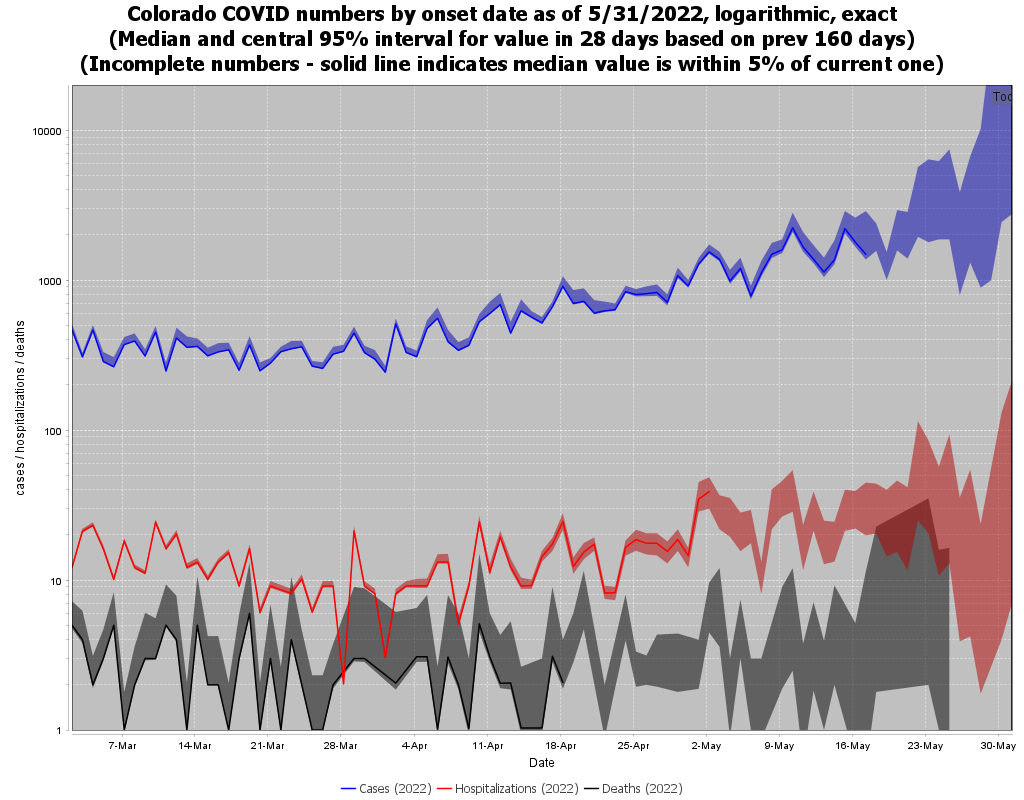 Colorado COVID numbers by onset date as of 5/31/2022, logarithmic, exact
(Median and central 95% interval for value in 28 days based on prev 160 days)
(Incomplete numbers - solid line indicates median value is within 5% of current one)
Toc
10000
1000
100
10
1
cases / hospitalizations / deaths
7-Mar 14-Mar 21-Mar 28-Mar 4-Apr 11-Apr 18-Apr 25-Apr 2-May 9-May 16-May 23-May 30-May
Date
Cases (2022) Hospitalizations (2022) Deaths (2022)